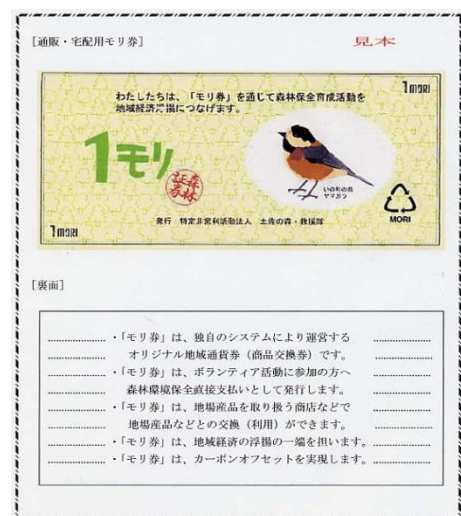 [通販・宅配用モリ券]
見本
1mori
わたしたちは、「モリ券」を通じて森林保全育成活動を
地域経済浮揚につなげます。
1モリ
森林証券
いの町の鳥
ヤマガラ
MORI
発行 特定非営利活動法人 土佐の森・救援隊
1mori
[裏面]
・「モリ券」は、独自のシステムにより運営する
オリジナル地域通貨券(商品交換券)です。
・「モリ券」は、ボランティア活動に参加の方へ
森林環境保全直接支払いとして発行します。
・「モリ券」は、地場産品を取り扱う商店などで
地場産品などとの交換(利用)ができます。
・「モリ券」は、地域経済の浮揚の一端を担います。
・「モリ券」は、カーボンオフセットを実現します。